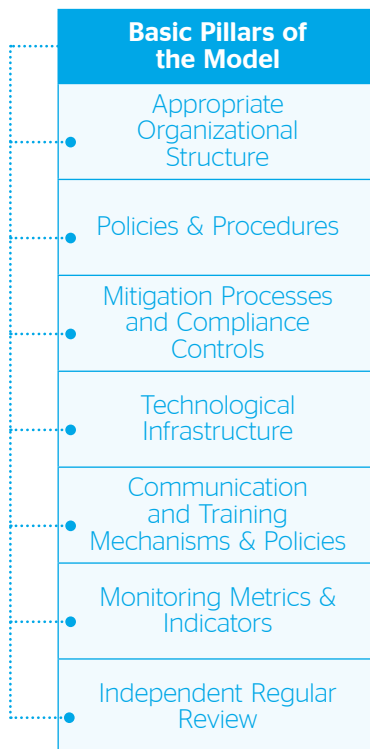 Basic Pillars of
the Model
Appropriate
Organizational
Structure
Policies & Procedures
Mitigation Processes
and Compliance
Controls
Technological
Infrastructure
Communication
and Training
Mechanisms & Policies
Monitoring Metrics &
Indicators
Independent Regular
Review